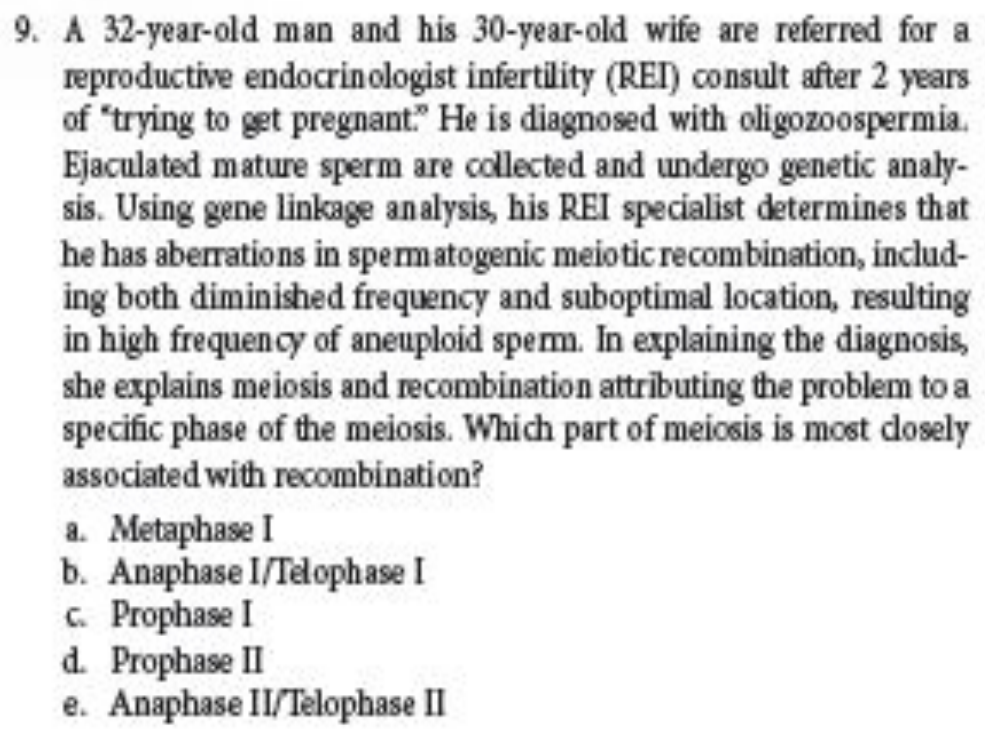 9. A 32-year-old man and his 30-year-old wife are referred for a
reproductive endocrinologist infertility (REI) consult after 2 years
of “trying to get pregnant.” He is diagnosed with oligozoospermia.
Ejaculated mature sperm are collected and undergo genetic analy-
sis. Using gene linkage analysis, his REI specialist determines that
he has aberrations in spermatogenic meiotic recombination, includ-
ing both diminished frequency and suboptimal location, resulting
in high frequency of aneuploid sperm. In explaining the diagnosis,
she explains meiosis and recombination attributing the problem to a
specific phase of the meiosis. Which part of meiosis is most closely
associated with recombination?
a. Metaphase I
b. Anaphase I/Telophase I
c. Prophase I
d. Prophase II
e. Anaphase II/Telophase II